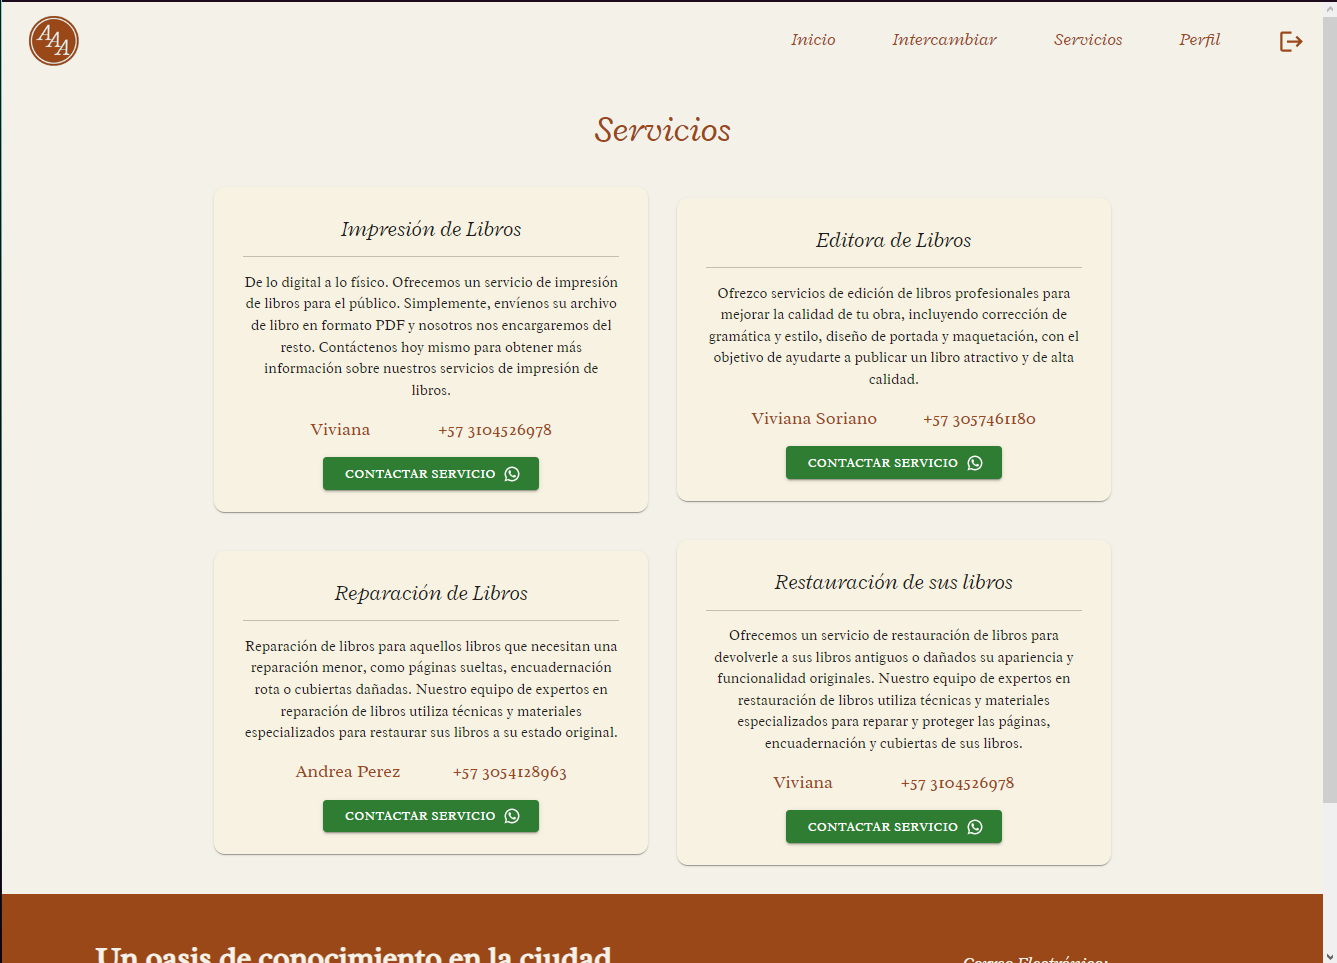 AAA
Inicio Intercambiar Servicios Perfil
Servicios
Impresión de Libros
De lo digital a lo físico. Ofrecemos un servicio de impresión
de libros para el público. Simplemente, envíenos su archivo
de libro en formato PDF y nosotros nos encargaremos del
resto. Contáctenos hoy mismo para obtener más
información sobre nuestros servicios de impresión de
libros.
Viviana +57 3104526978
CONTACTAR SERVICIO
Editora de Libros
Ofrezco servicios de edición de libros profesionales para
mejorar la calidad de tu obra, incluyendo corrección de
gramática y estilo, diseño de portada y maquetación, con el
objetivo de ayudarte a publicar un libro atractivo y de alta
calidad.
Viviana Soriano +57 3057461180
CONTACTAR SERVICIO
Reparación de Libros
Reparación de libros para aquellos libros que necesitan una
reparación menor, como páginas sueltas, encuadernación
rota o cubiertas dañadas. Nuestro equipo de expertos en
reparación de libros utiliza técnicas y materiales
especializados para restaurar sus libros a su estado original.
Andrea Perez +57 3054128963
CONTACTAR SERVICIO
Restauración de sus libros
Ofrecemos un servicio de restauración de libros para
devolverle a sus libros antiguos o dañados su apariencia y
funcionalidad originales. Nuestro equipo de expertos en
restauración de libros utiliza técnicas y materiales
especializados para reparar y proteger las páginas,
encuadernación y cubiertas de sus libros.
Viviana +57 3104526978
CONTACTAR SERVICIO
Un oasis de conocimiento en la ciudad
Correo Electrónico: